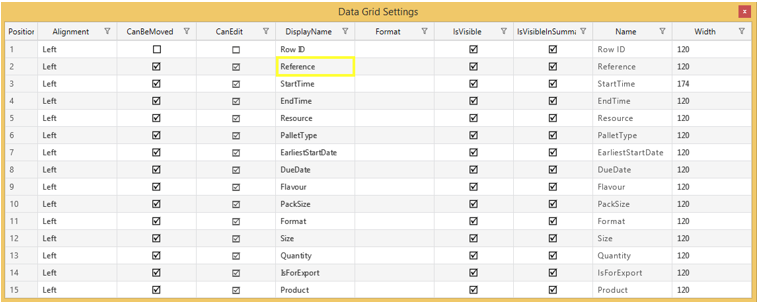 Data Grid Settings x
Position Alignment CanBeMoved CanEdit DisplayName Format IsVisible IsVisibleInSumma Name Width
1 Left Row ID Row ID 120
2 Left Reference Reference 120
3 Left StartTime StartTime 174
4 Left EndTime EndTime 120
5 Left Resource Resource 120
6 Left PalletType PalletType 120
7 Left EarliestStartDate EarliestStartDate 120
8 Left DueDate DueDate 120
9 Left Flavour Flavour 120
10 Left PackSize PackSize 120
11 Left Format Format 120
12 Left Size Size 120
13 Left Quantity Quantity 120
14 Left IsForExport IsForExport 120
15 Left Product Product 120